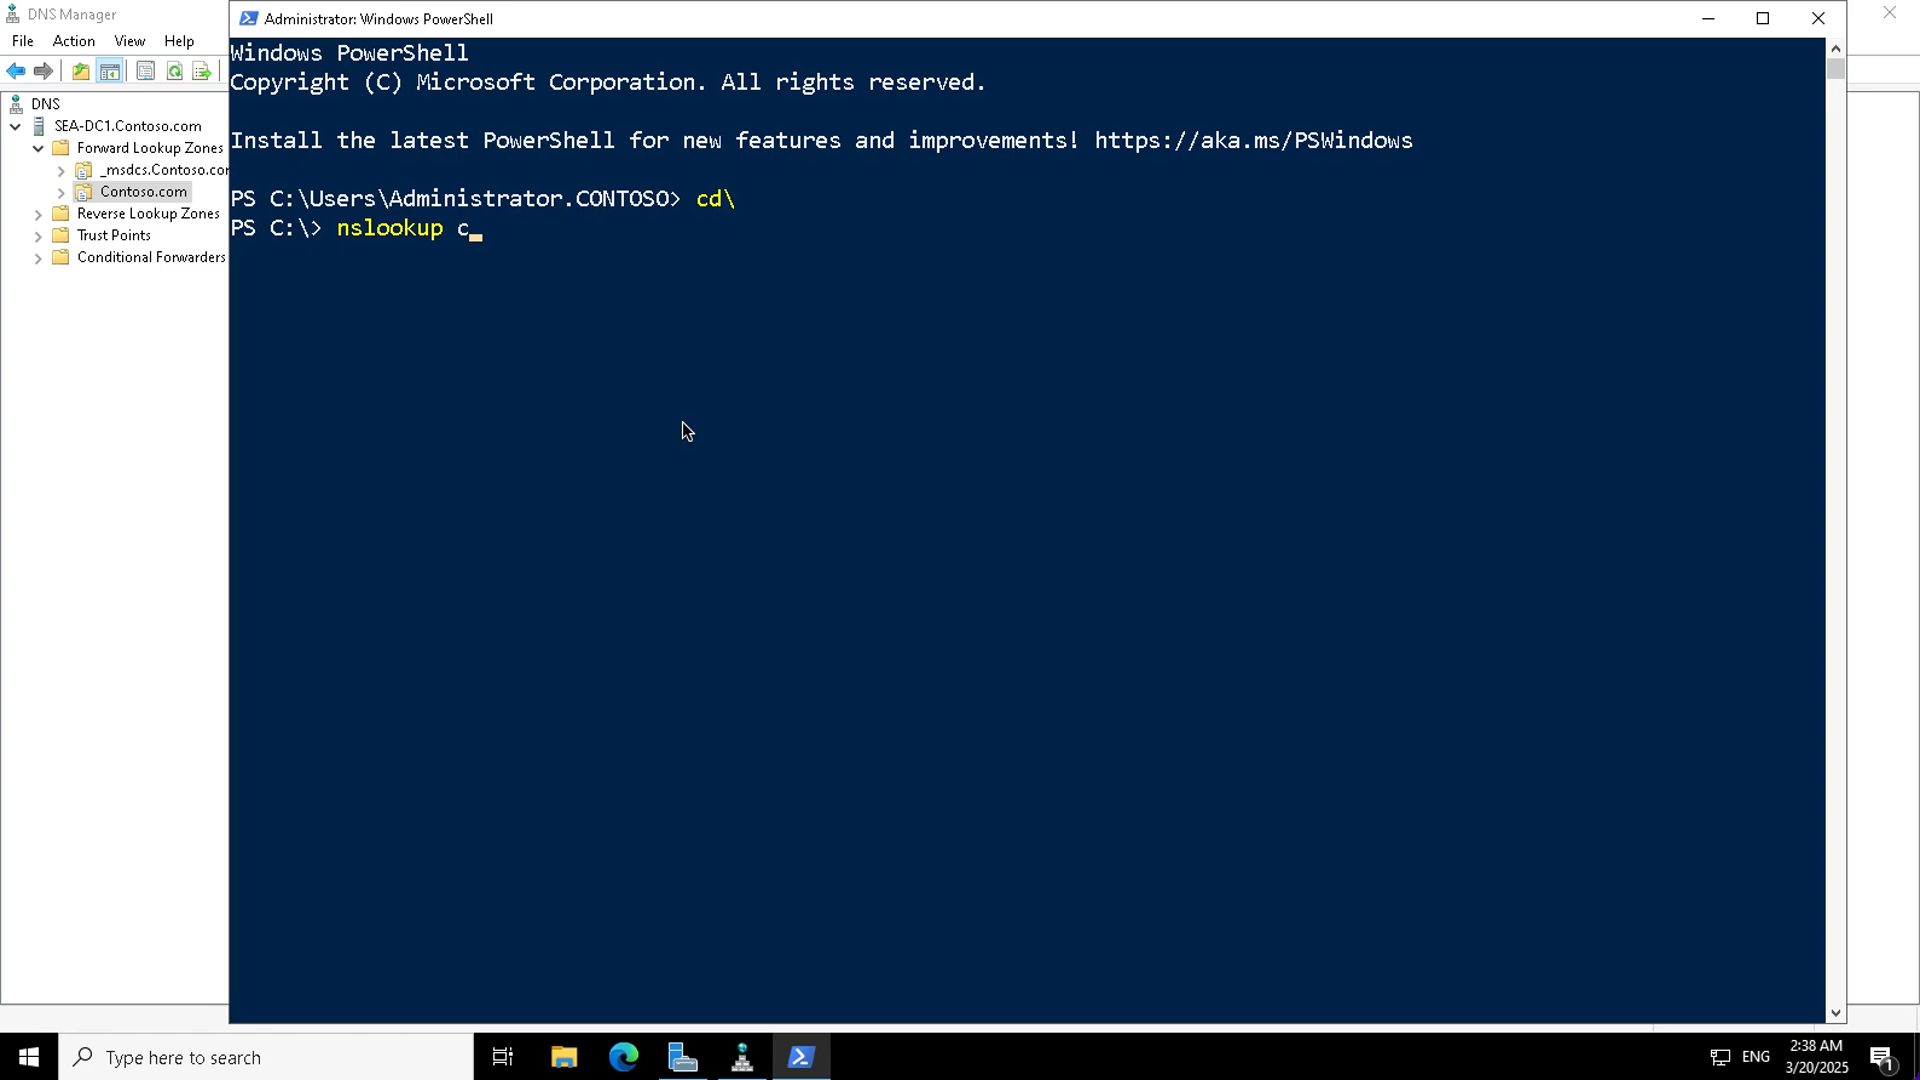 DNS Manager
File Action View Help
DNS
SEA-DC1.Contoso.com
Forward Lookup Zones
_msdcs.Contoso.cor
Contoso.com
Reverse Lookup Zones
Trust Points
Conditional Forwarders
Administrator: Windows PowerShell
Windows PowerShell
Copyright (C) Microsoft Corporation. All rights reserved.
Install the latest PowerShell for new features and improvements! https://aka.ms/PSWindows
PS C:\Users\Administrator.CONTOSO> cd\
PS C:\> nslookup c_
Type here to search
ENG
2:38 AM
3/20/2025
1